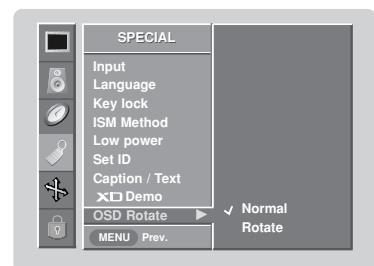 SPECIAL
Input
Language
Key lock
ISM Method
Low power
Set ID
Caption / Text
XD Demo
OSD Rotate
Normal
Rotate
MENU Prev.